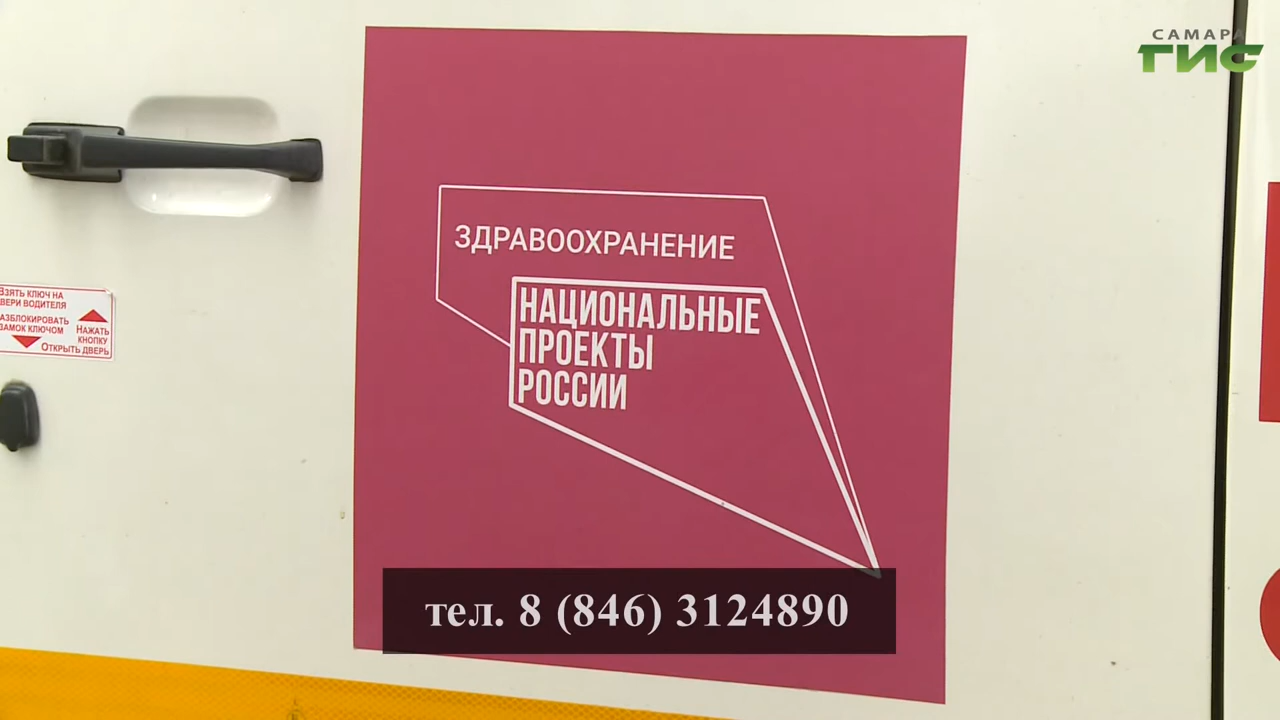 САМАРА
ГИС
ЗДРАВООХРАНЕНИЕ
НАЦИОНАЛЬНЫЕ
ПРОЕКТЫ
РОССИИ
ВЗЯТЬ КЛЮЧ НА
ДВЕРИ ВОДИТЕЛЯ
РАЗБЛОКИРОВАТЬ
ЗАМОК КЛЮЧОМ
НАЖАТЬ
КНОПКУ
ОТКРЫТЬ ДВЕРЬ
тел. 8 (846) 3124890